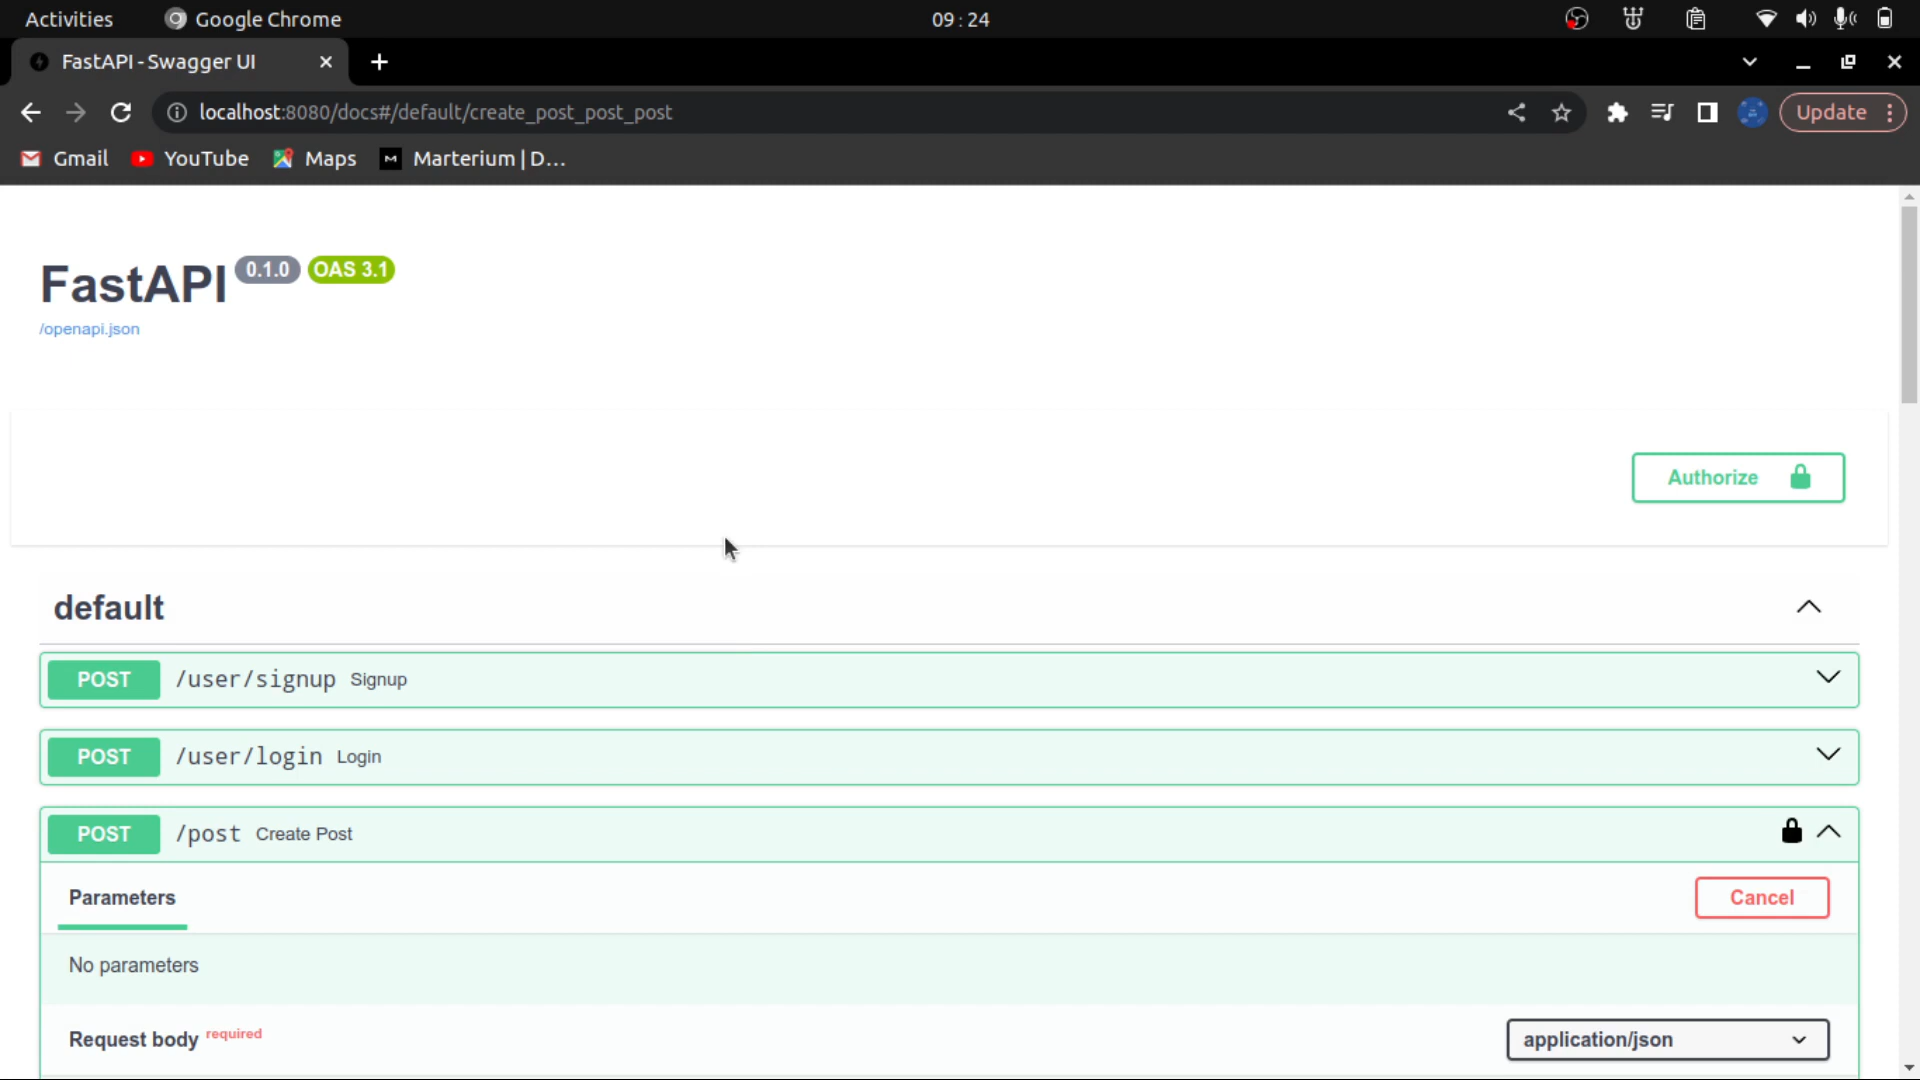 Activities Google Chrome 09:24
FastAPI - Swagger UI
localhost:8080/docs#/default/create_post_post_post Update
Gmail YouTube Maps Marterium | D...
FastAPI 0.1.0 OAS 3.1
/openapi.json
Authorize
default
POST /user/signup Signup
POST /user/login Login
POST /post Create Post
Parameters Cancel
No parameters
Request body required application/json